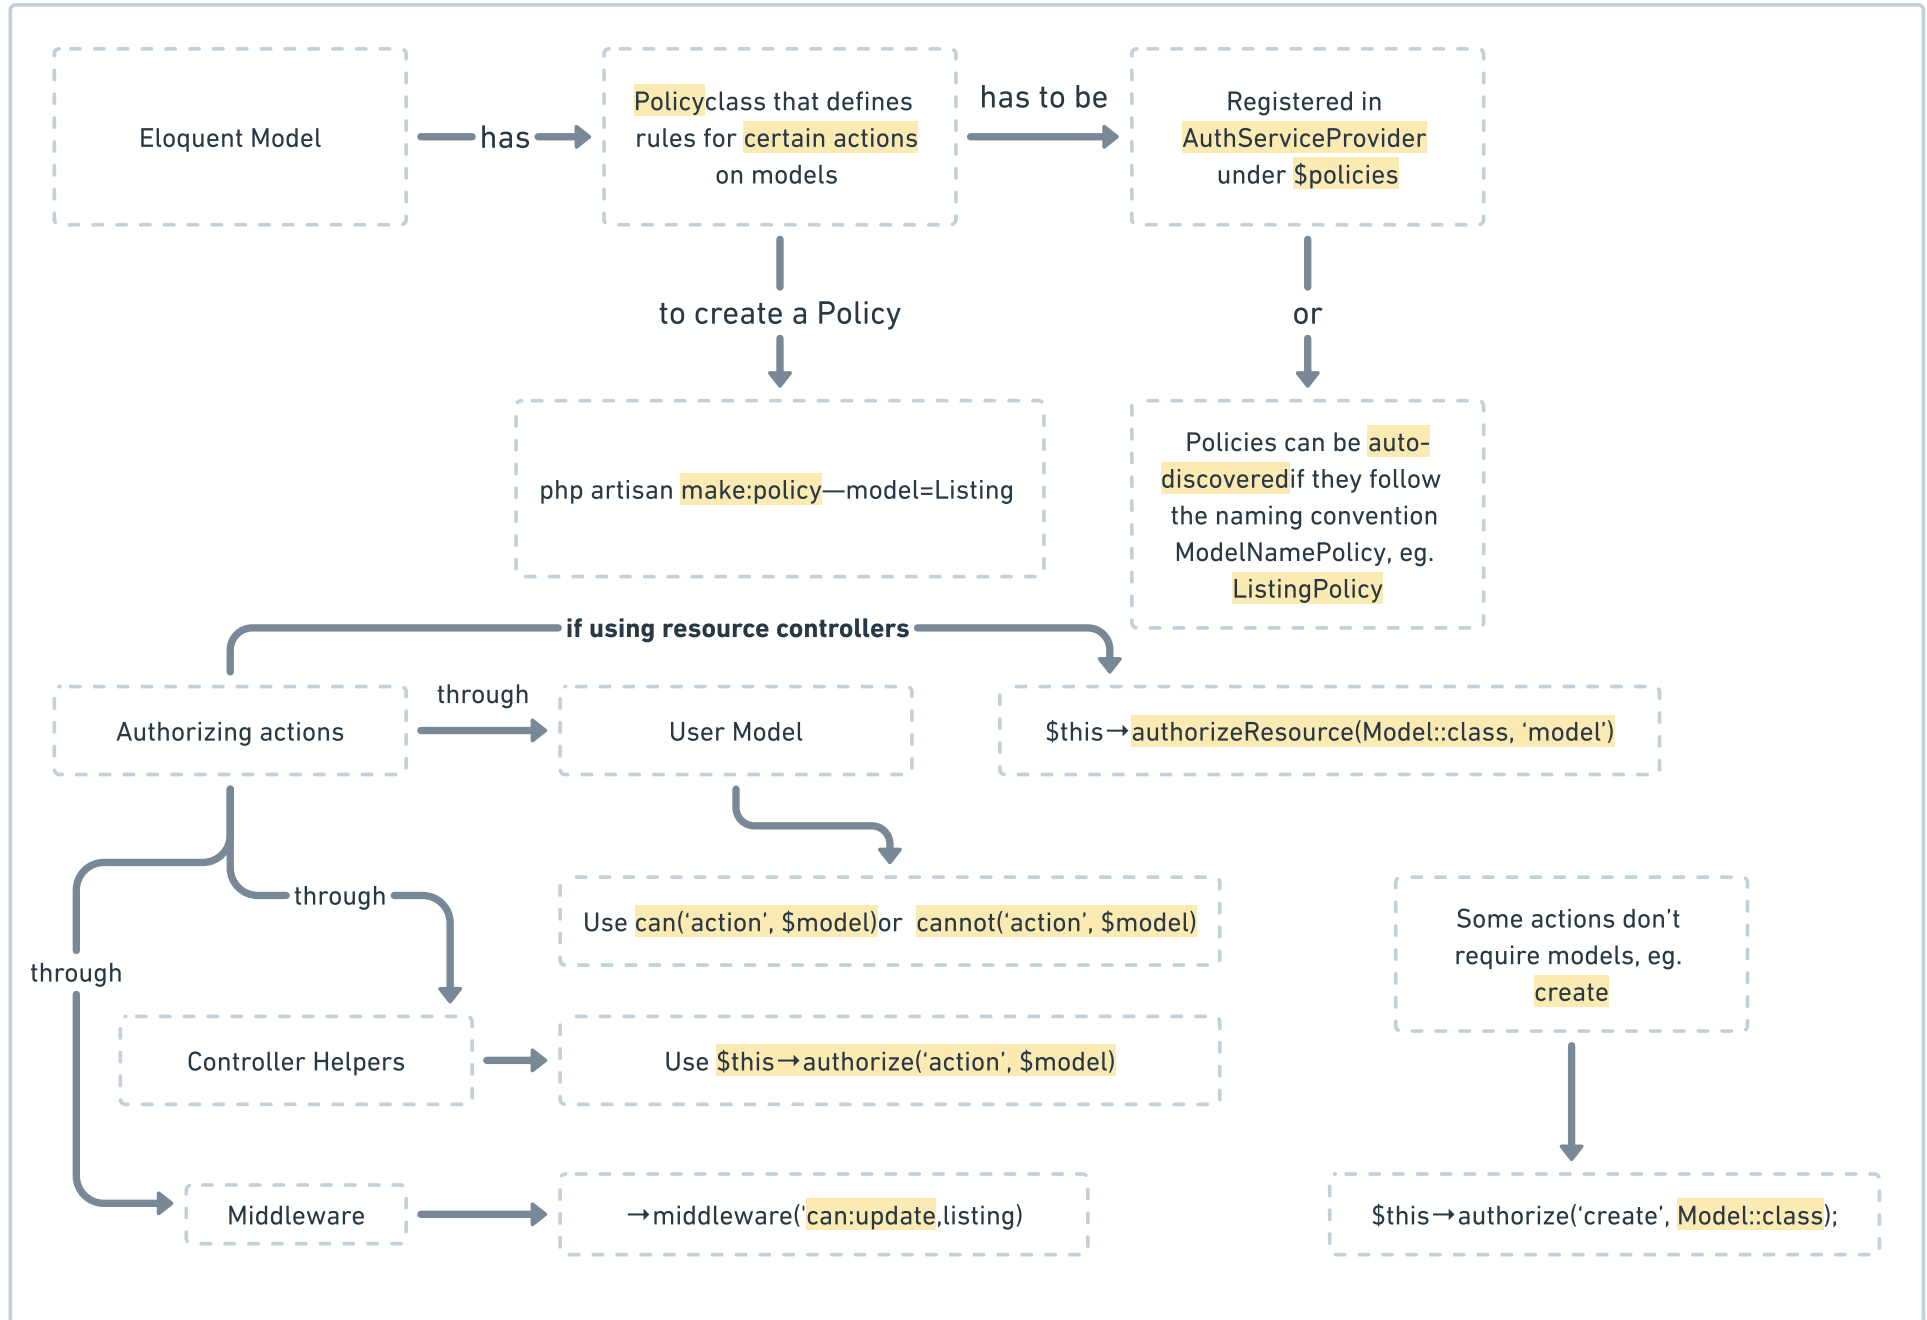 Eloquent Model
has
Policyclass that defines
rules for certain actions
on models
has to be
Registered in
AuthServiceProvider
under $policies
to create a Policy
or
php artisan make:policy—model=Listing
Policies can be auto-
discoveredif they follow
the naming convention
ModelNamePolicy, eg.
ListingPolicy
if using resource controllers
Authorizing actions
through
User Model
$this→authorizeResource(Model::class, ‘model’)
through
through
Use can(‘action’, $model)or cannot(‘action’, $model)
Some actions don’t
require models, eg.
create
Controller Helpers
Use $this→authorize(‘action’, $model)
Middleware
→middleware(‘can:update,listing)
$this→authorize(‘create’, Model::class);